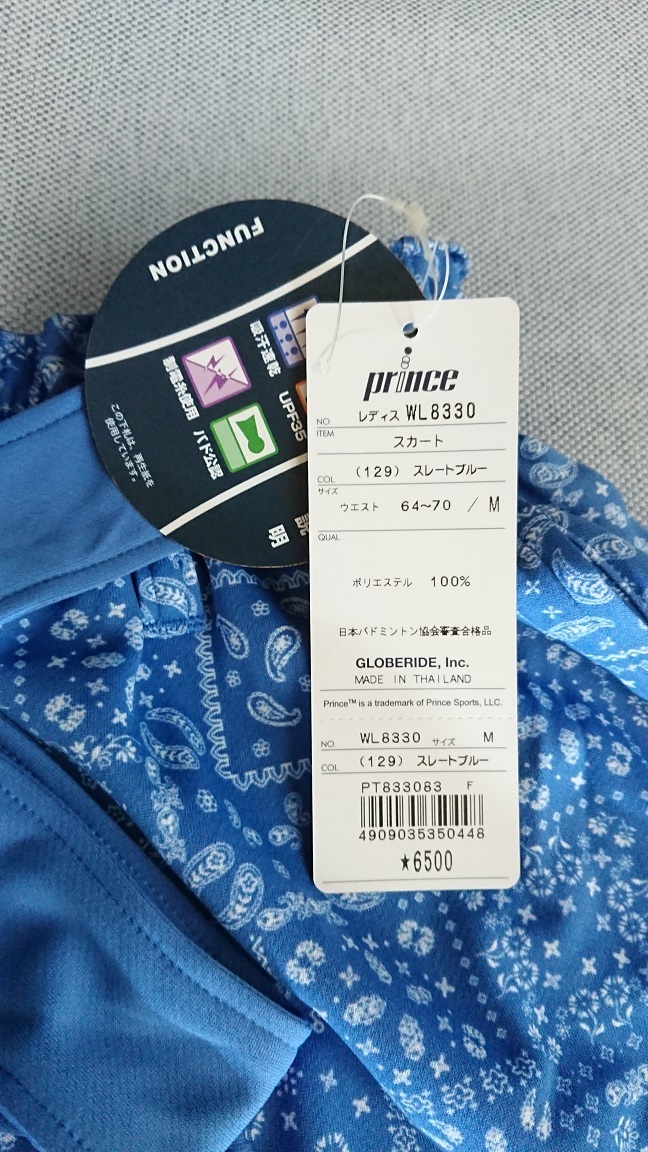 FUNCTION
吸汗速乾
制電糸使用
UPF35
バド公認
説明
この下札は、再生紙を
使用しています。
prince
NO. レディス WL8330
ITEM スカート
COL (129) スレートブルー
サイズ ウエスト 64~70 / M
QUAL.
ポリエステル 100%
日本バドミントン協会審査合格品
GLOBERIDE, Inc.
MADE IN THAILAND
Prince™ is a trademark of Prince Sports, LLC.
NO. WL8330 サイズ M
COL (129) スレートブルー
PT833083 F
4909035350448
★6500